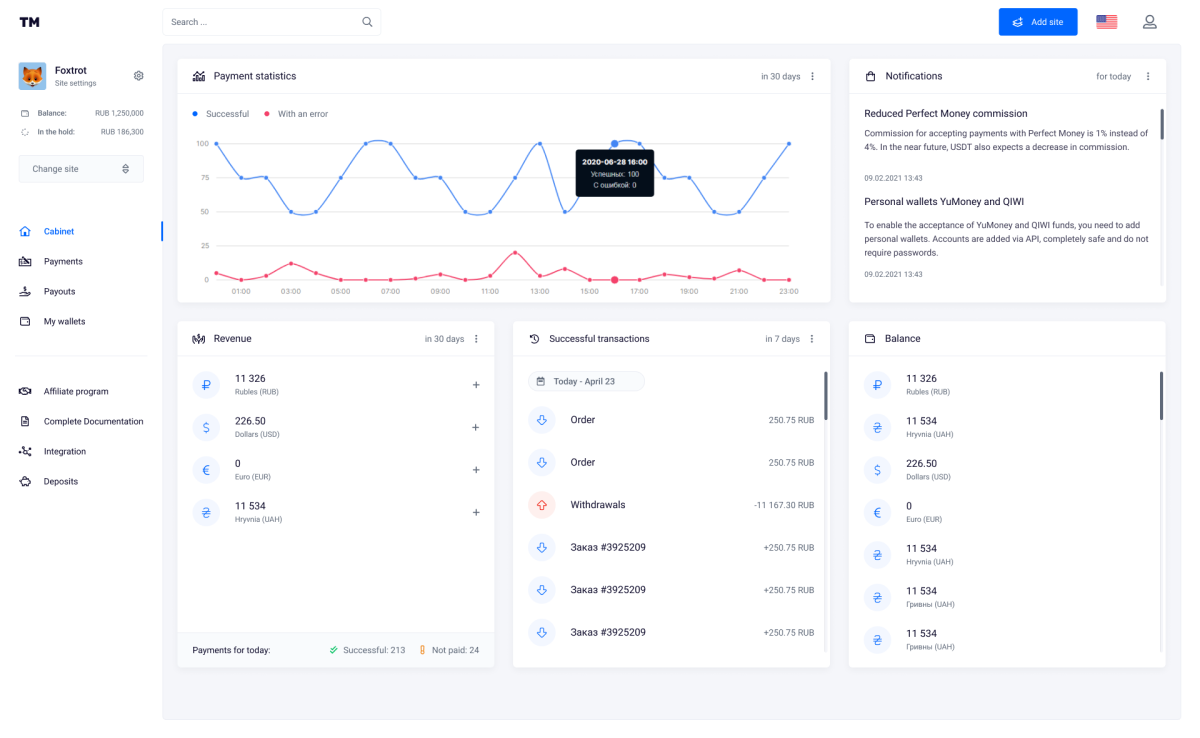 TM
Search ...
Add site
Foxtrot
Site settings
Balance: RUB 1,250,000
In the hold: RUB 186,300
Change site
Cabinet
Payments
Payouts
My wallets
Affiliate program
Complete Documentation
Integration
Deposits
Payment statistics in 30 days
Successful With an error
100
75
50
25
0
01:00 03:00 05:00 07:00 09:00 11:00 13:00 15:00 17:00 19:00 21:00 23:00
2020-06-28 16:00
Успешных: 100
С ошибкой: 0
Notifications for today
Reduced Perfect Money commission
Commission for accepting payments with Perfect Money is 1% instead of
4%. In the near future, USDT also expects a decrease in commission.
09.02.2021 13:43
Personal wallets YuMoney and QIWI
To enable the acceptance of YuMoney and QIWI funds, you need to add
personal wallets. Accounts are added via API, completely safe and do not
require passwords.
09.02.2021 13:43
Revenue in 30 days
11 326
Rubles (RUB)
226.50
Dollars (USD)
0
Euro (EUR)
11 534
Hryvnia (UAH)
Payments for today: Successful: 213 Not paid: 24
Successful transactions in 7 days
Today - April 23
Order 250.75 RUB
Order 250.75 RUB
Withdrawals -11 167.30 RUB
Заказ #3925209 +250.75 RUB
Заказ #3925209 +250.75 RUB
Заказ #3925209 +250.75 RUB
Balance
11 326
Rubles (RUB)
11 534
Hryvnia (UAH)
226.50
Dollars (USD)
0
Euro (EUR)
11 534
Hryvnia (UAH)
11 534
Гривны (UAH)
11 534
Гривны (UAH)